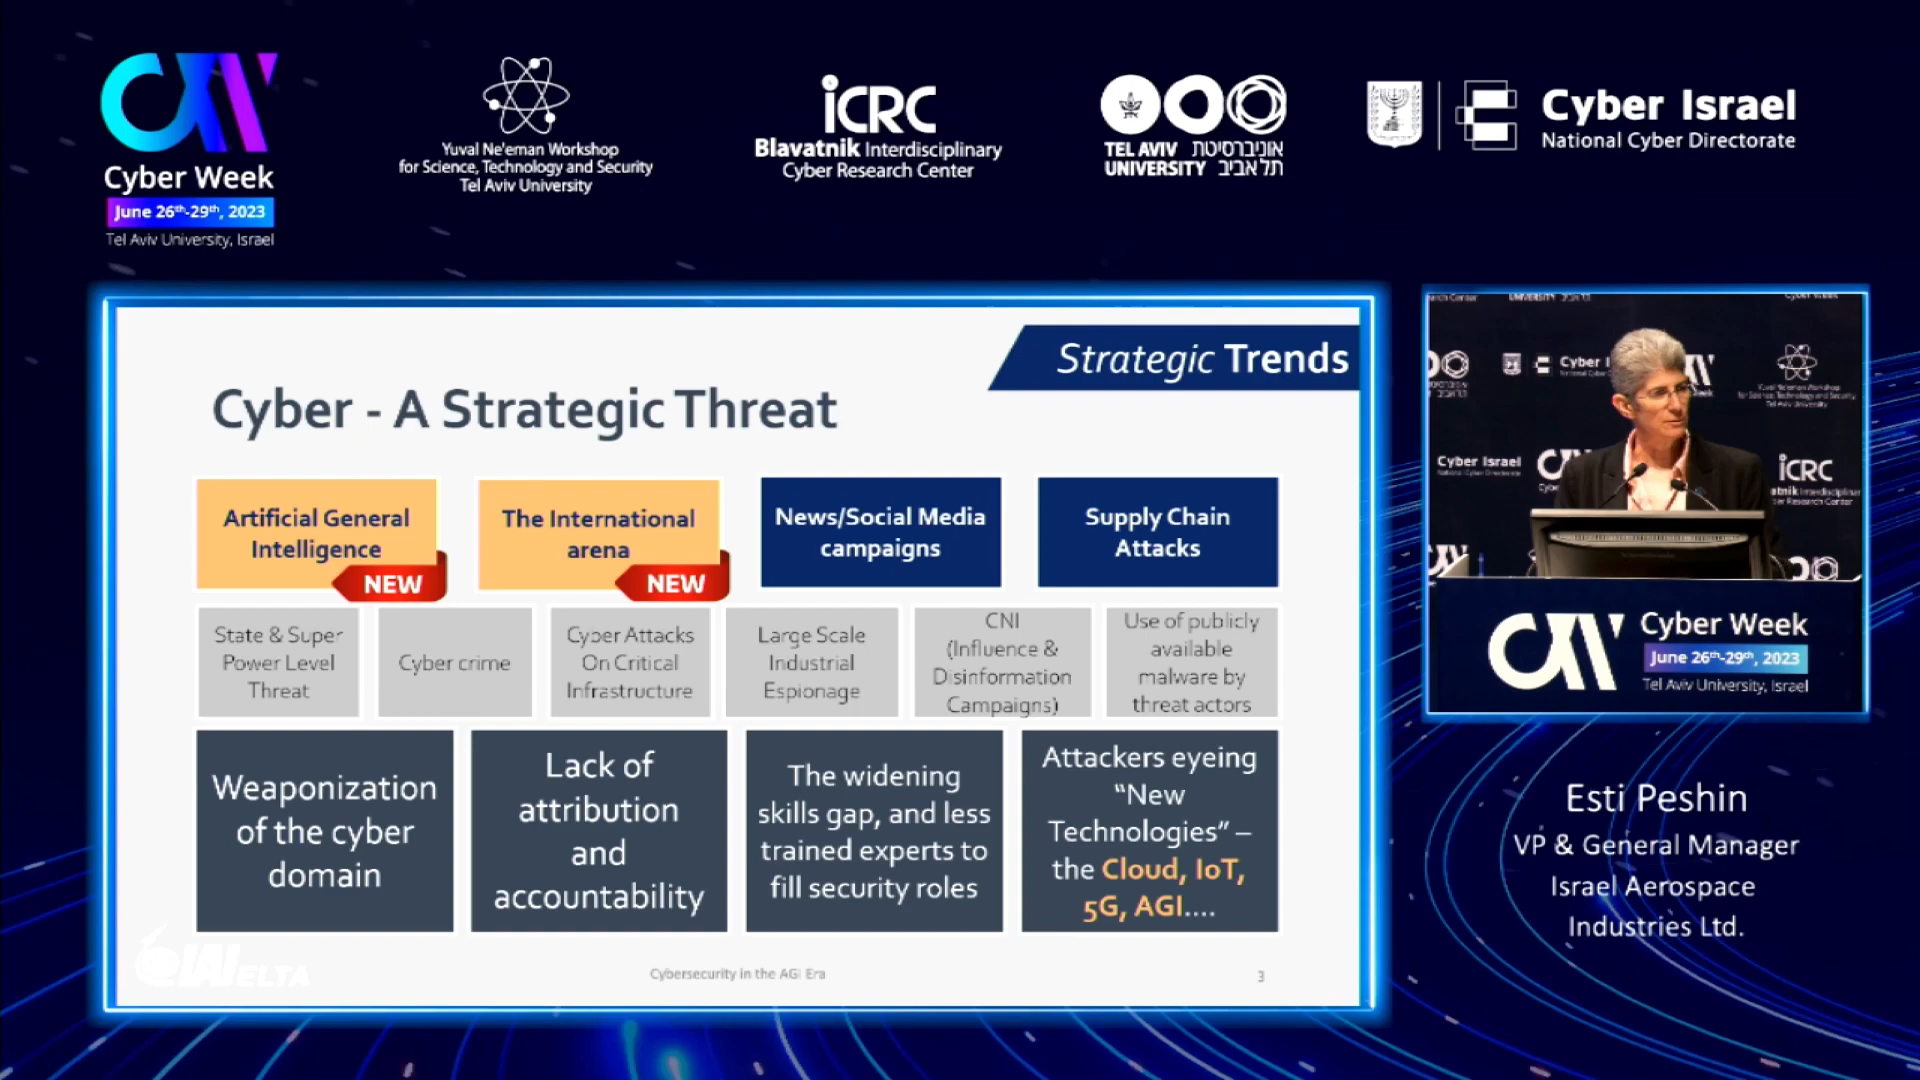 Cyber Week
June 26th-29th, 2023
Tel Aviv University, Israel
Yuval Ne'eman Workshop
for Science, Technology and Security
Tel Aviv University
iCRC
Blavatnik Interdisciplinary
Cyber Research Center
TEL AVIV אוניברסיטת
UNIVERSITY תל אביב
Cyber Israel
National Cyber Directorate
Strategic Trends
Cyber - A Strategic Threat
Artificial General
Intelligence
NEW
The International
arena
NEW
News/Social Media
campaigns
Supply Chain
Attacks
State & Super
Power Level
Threat
Cyber crime
Cyber Attacks
On Critical
Infrastructure
Large Scale
Industrial
Espionage
CNI
(Influence &
Disinformation
Campaigns)
Use of publicly
available
malware by
threat actors
Weaponization
of the cyber
domain
Lack of
attribution
and
accountability
The widening
skills gap, and less
trained experts to
fill security roles
Attackers eyeing
“New
Technologies” –
the Cloud, IoT,
5G, AGI....
ELTA
Cybersecurity in the AGI Era
3
Cyber Israel
iCRC
Cyber Week
June 26th-29th, 2023
Tel Aviv University, Israel
Esti Peshin
VP & General Manager
Israel Aerospace
Industries Ltd.